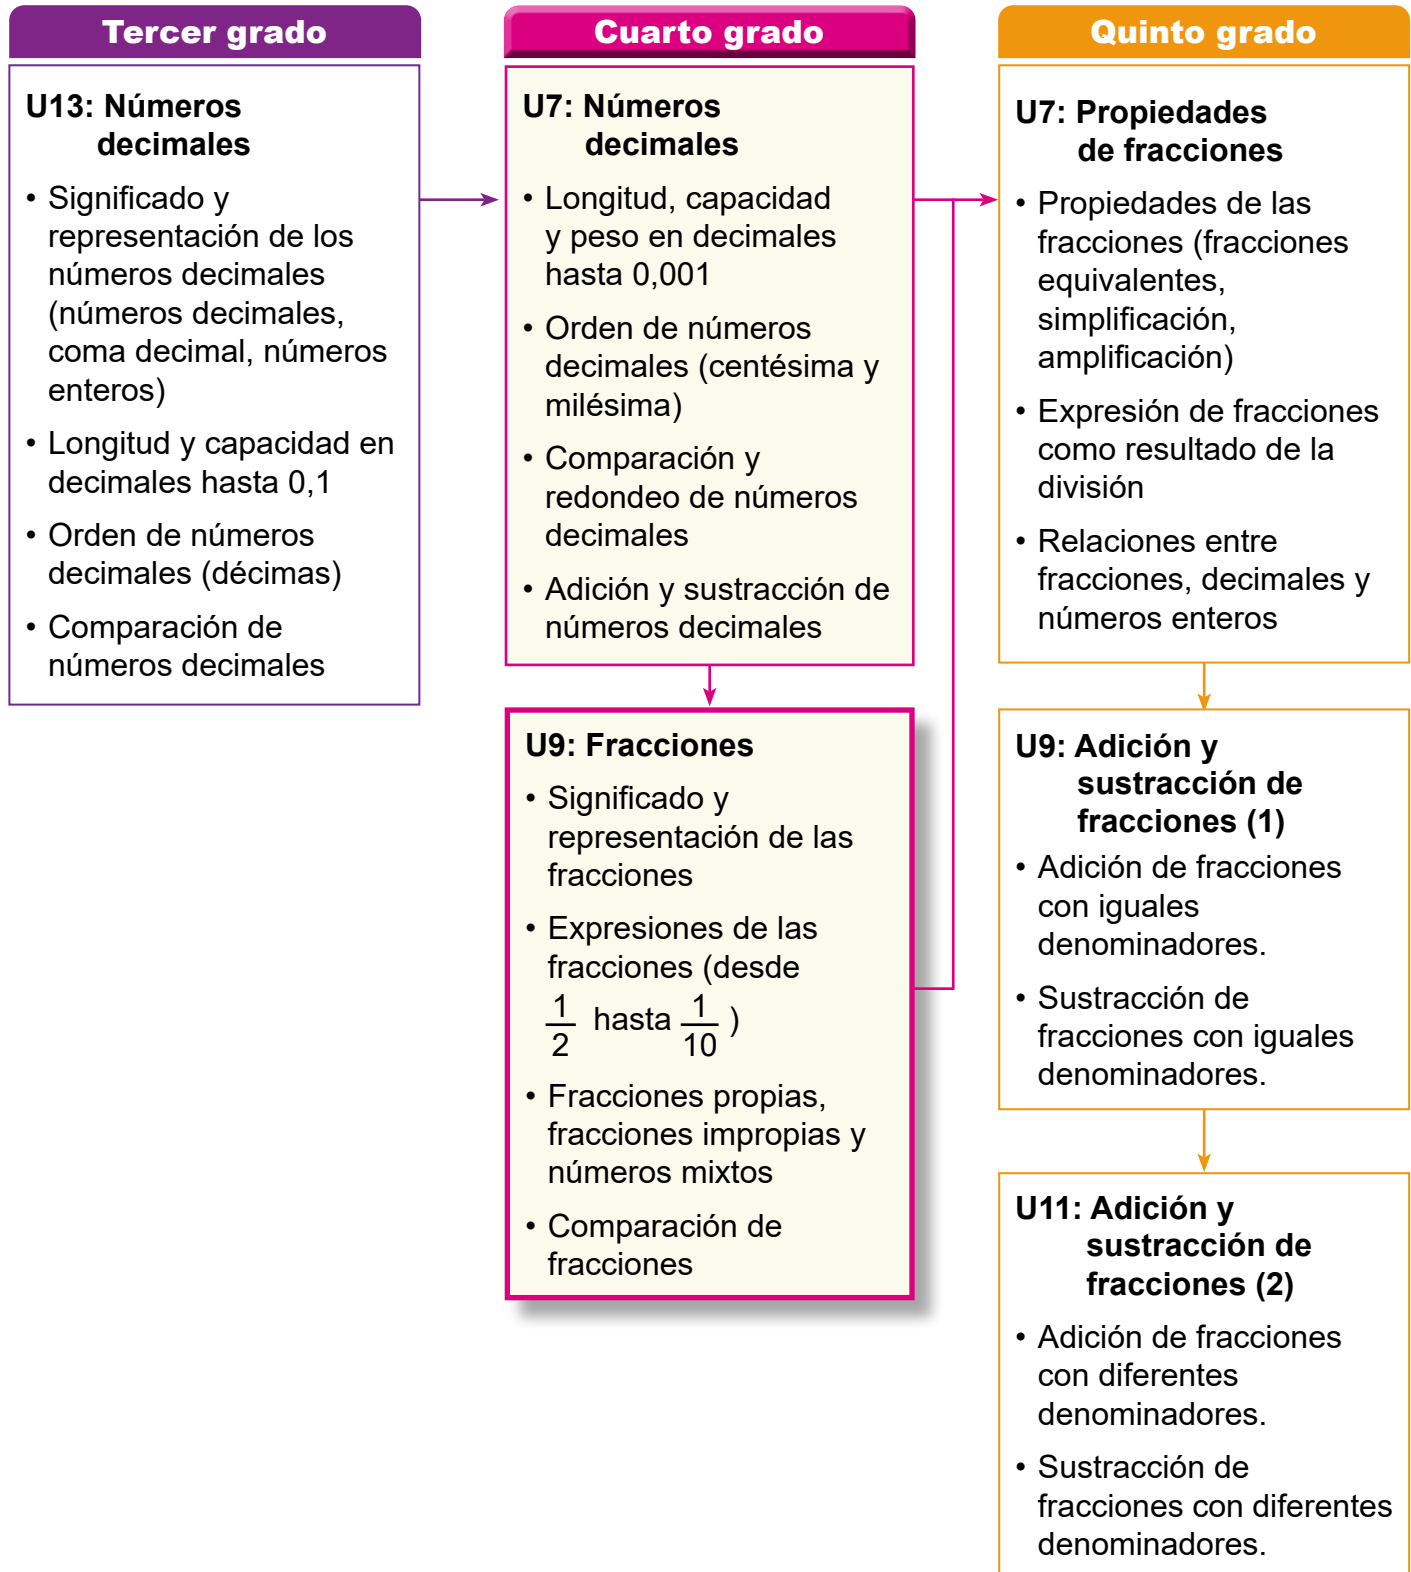 Tercer grado
U13: Números
decimales
• Significado y
representación de los
números decimales
(números decimales,
coma decimal, números
enteros)
• Longitud y capacidad en
decimales hasta 0,1
• Orden de números
decimales (décimas)
• Comparación de
números decimales
Cuarto grado
U7: Números
decimales
• Longitud, capacidad
y peso en decimales
hasta 0,001
• Orden de números
decimales (centésima y
milésima)
• Comparación y
redondeo de números
decimales
• Adición y sustracción de
números decimales
U9: Fracciones
• Significado y
representación de las
fracciones
• Expresiones de las
fracciones (desde
1/2 hasta 1/10 )
• Fracciones propias,
fracciones impropias y
números mixtos
• Comparación de
fracciones
Quinto grado
U7: Propiedades
de fracciones
• Propiedades de las
fracciones (fracciones
equivalentes,
simplificación,
amplificación)
• Expresión de fracciones
como resultado de la
división
• Relaciones entre
fracciones, decimales y
números enteros
U9: Adición y
sustracción de
fracciones (1)
• Adición de fracciones
con iguales
denominadores.
• Sustracción de
fracciones con iguales
denominadores.
U11: Adición y
sustracción de
fracciones (2)
• Adición de fracciones
con diferentes
denominadores.
• Sustracción de
fracciones con diferentes
denominadores.